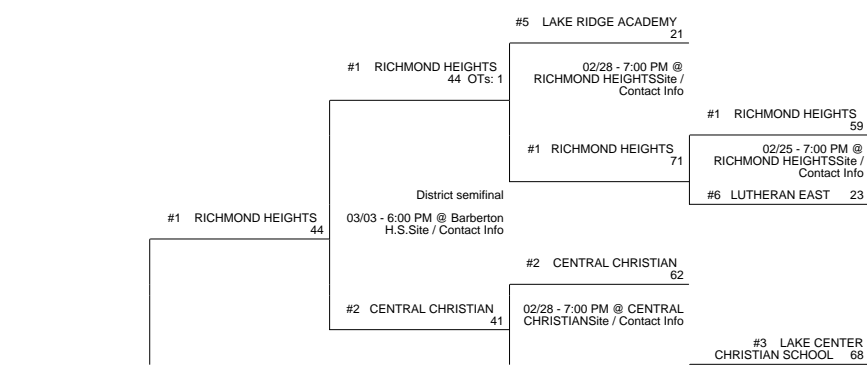 #5 LAKE RIDGE ACADEMY
21
#1 RICHMOND HEIGHTS
44 OTs: 1
02/28 - 7:00 PM @
RICHMOND HEIGHTSSite /
Contact Info
#1 RICHMOND HEIGHTS
59
#1 RICHMOND HEIGHTS
71
02/25 - 7:00 PM @
RICHMOND HEIGHTSSite /
Contact Info
#6 LUTHERAN EAST 23
District semifinal
#1 RICHMOND HEIGHTS
44
03/03 - 6:00 PM @ Barberton
H.S.Site / Contact Info
#2 CENTRAL CHRISTIAN
62
#2 CENTRAL CHRISTIAN
41
02/28 - 7:00 PM @ CENTRAL
CHRISTIANSite / Contact Info
#3 LAKE CENTER
CHRISTIAN SCHOOL 68